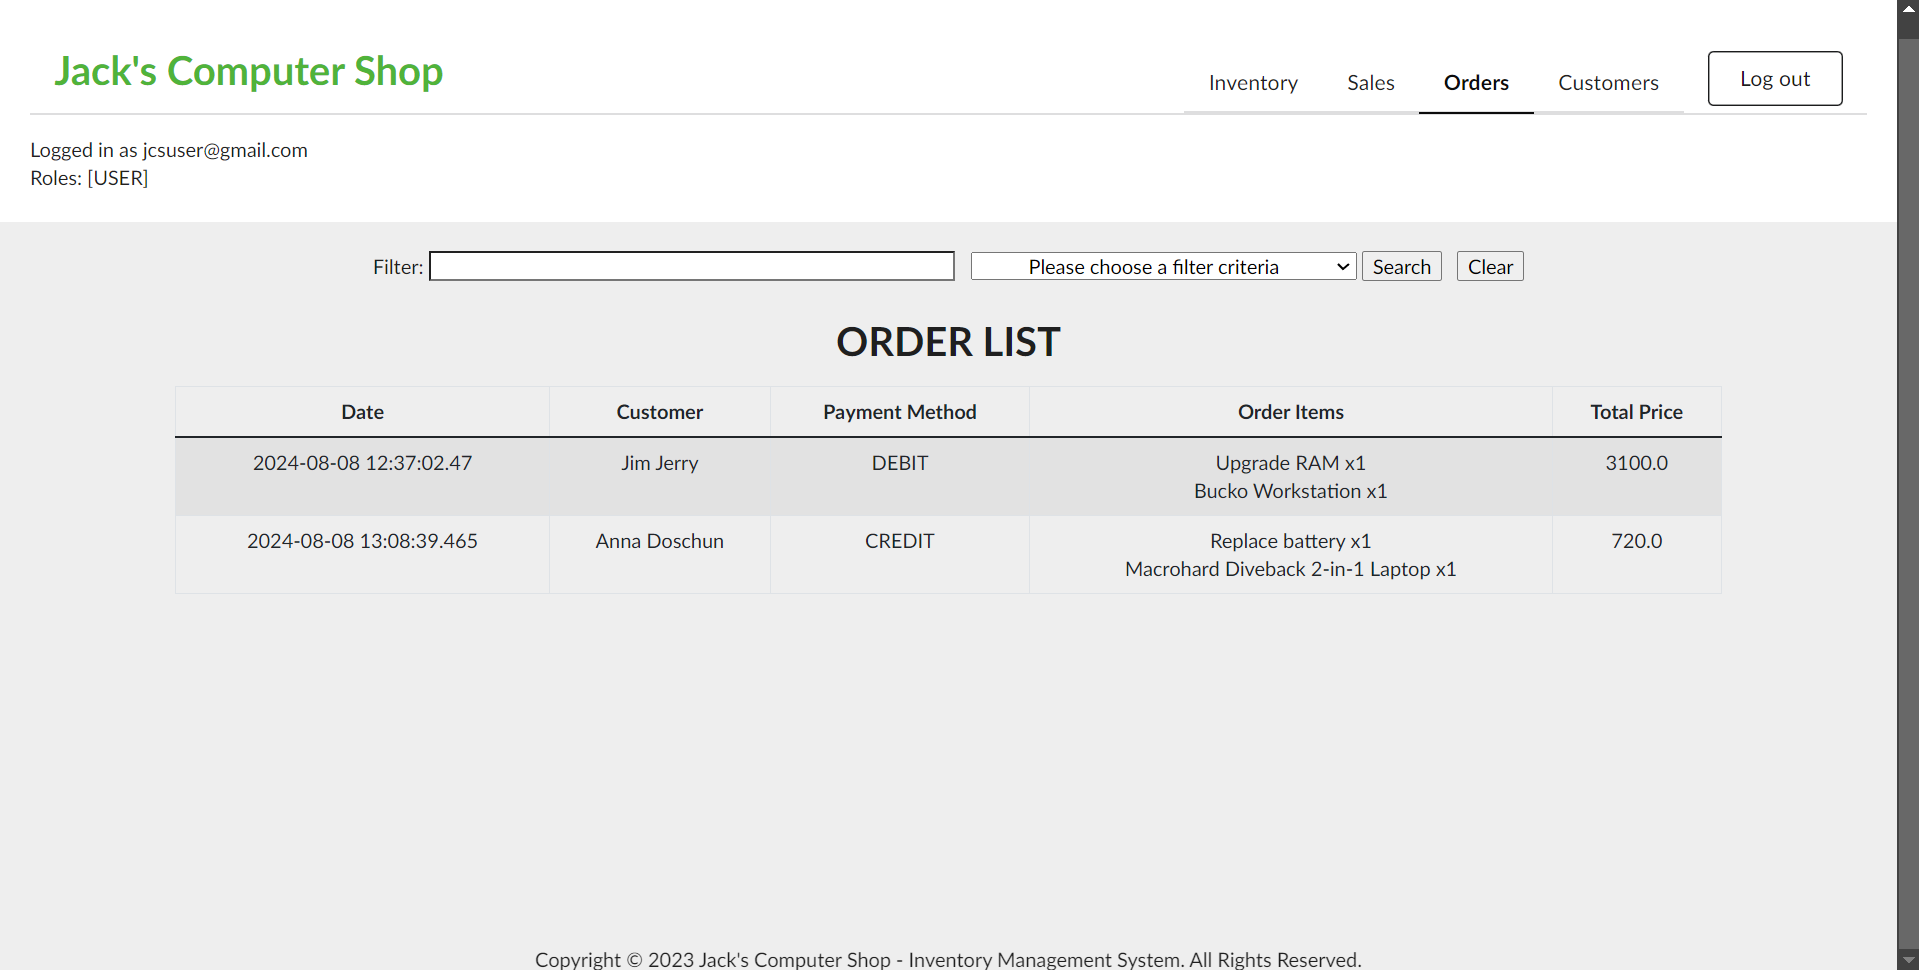 Jack's Computer Shop
Inventory Sales Orders Customers Log out
Logged in as jcsuser@gmail.com
Roles: [USER]
Filter: Please choose a filter criteria Search Clear
ORDER LIST
Date Customer Payment Method Order Items Total Price
2024-08-08 12:37:02.47 Jim Jerry DEBIT Upgrade RAM x1 3100.0
Bucko Workstation x1
2024-08-08 13:08:39.465 Anna Doschun CREDIT Replace battery x1 720.0
Macrohard Diveback 2-in-1 Laptop x1
Copyright © 2023 Jack's Computer Shop - Inventory Management System. All Rights Reserved.